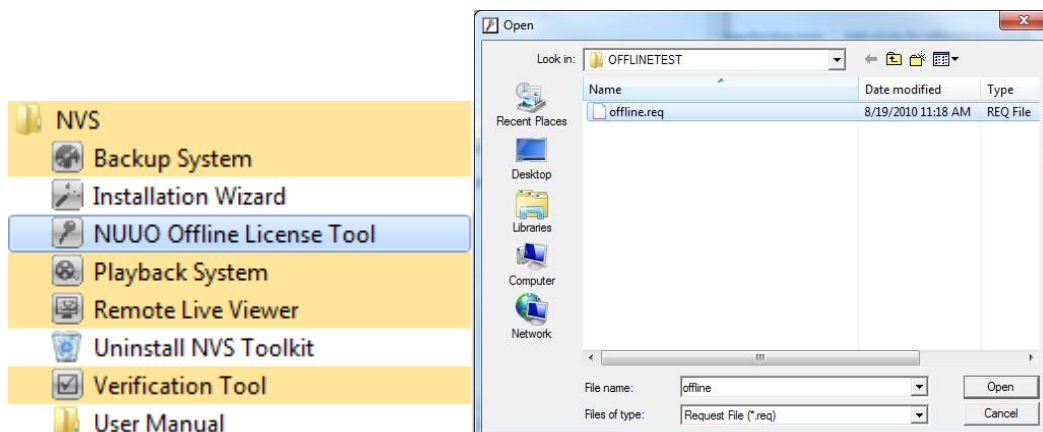 NVS
Backup System
Installation Wizard
NUUO Offline License Tool
Playback System
Remote Live Viewer
Uninstall NVS Toolkit
Verification Tool
User Manual
Open
Look in: OFFLINETEST
Name Date modified Type
offline.req 8/19/2010 11:18 AM REQ File
Recent Places
Desktop
Libraries
Computer
Network
File name: offline Open
Files of type: Request File (*.req) Cancel